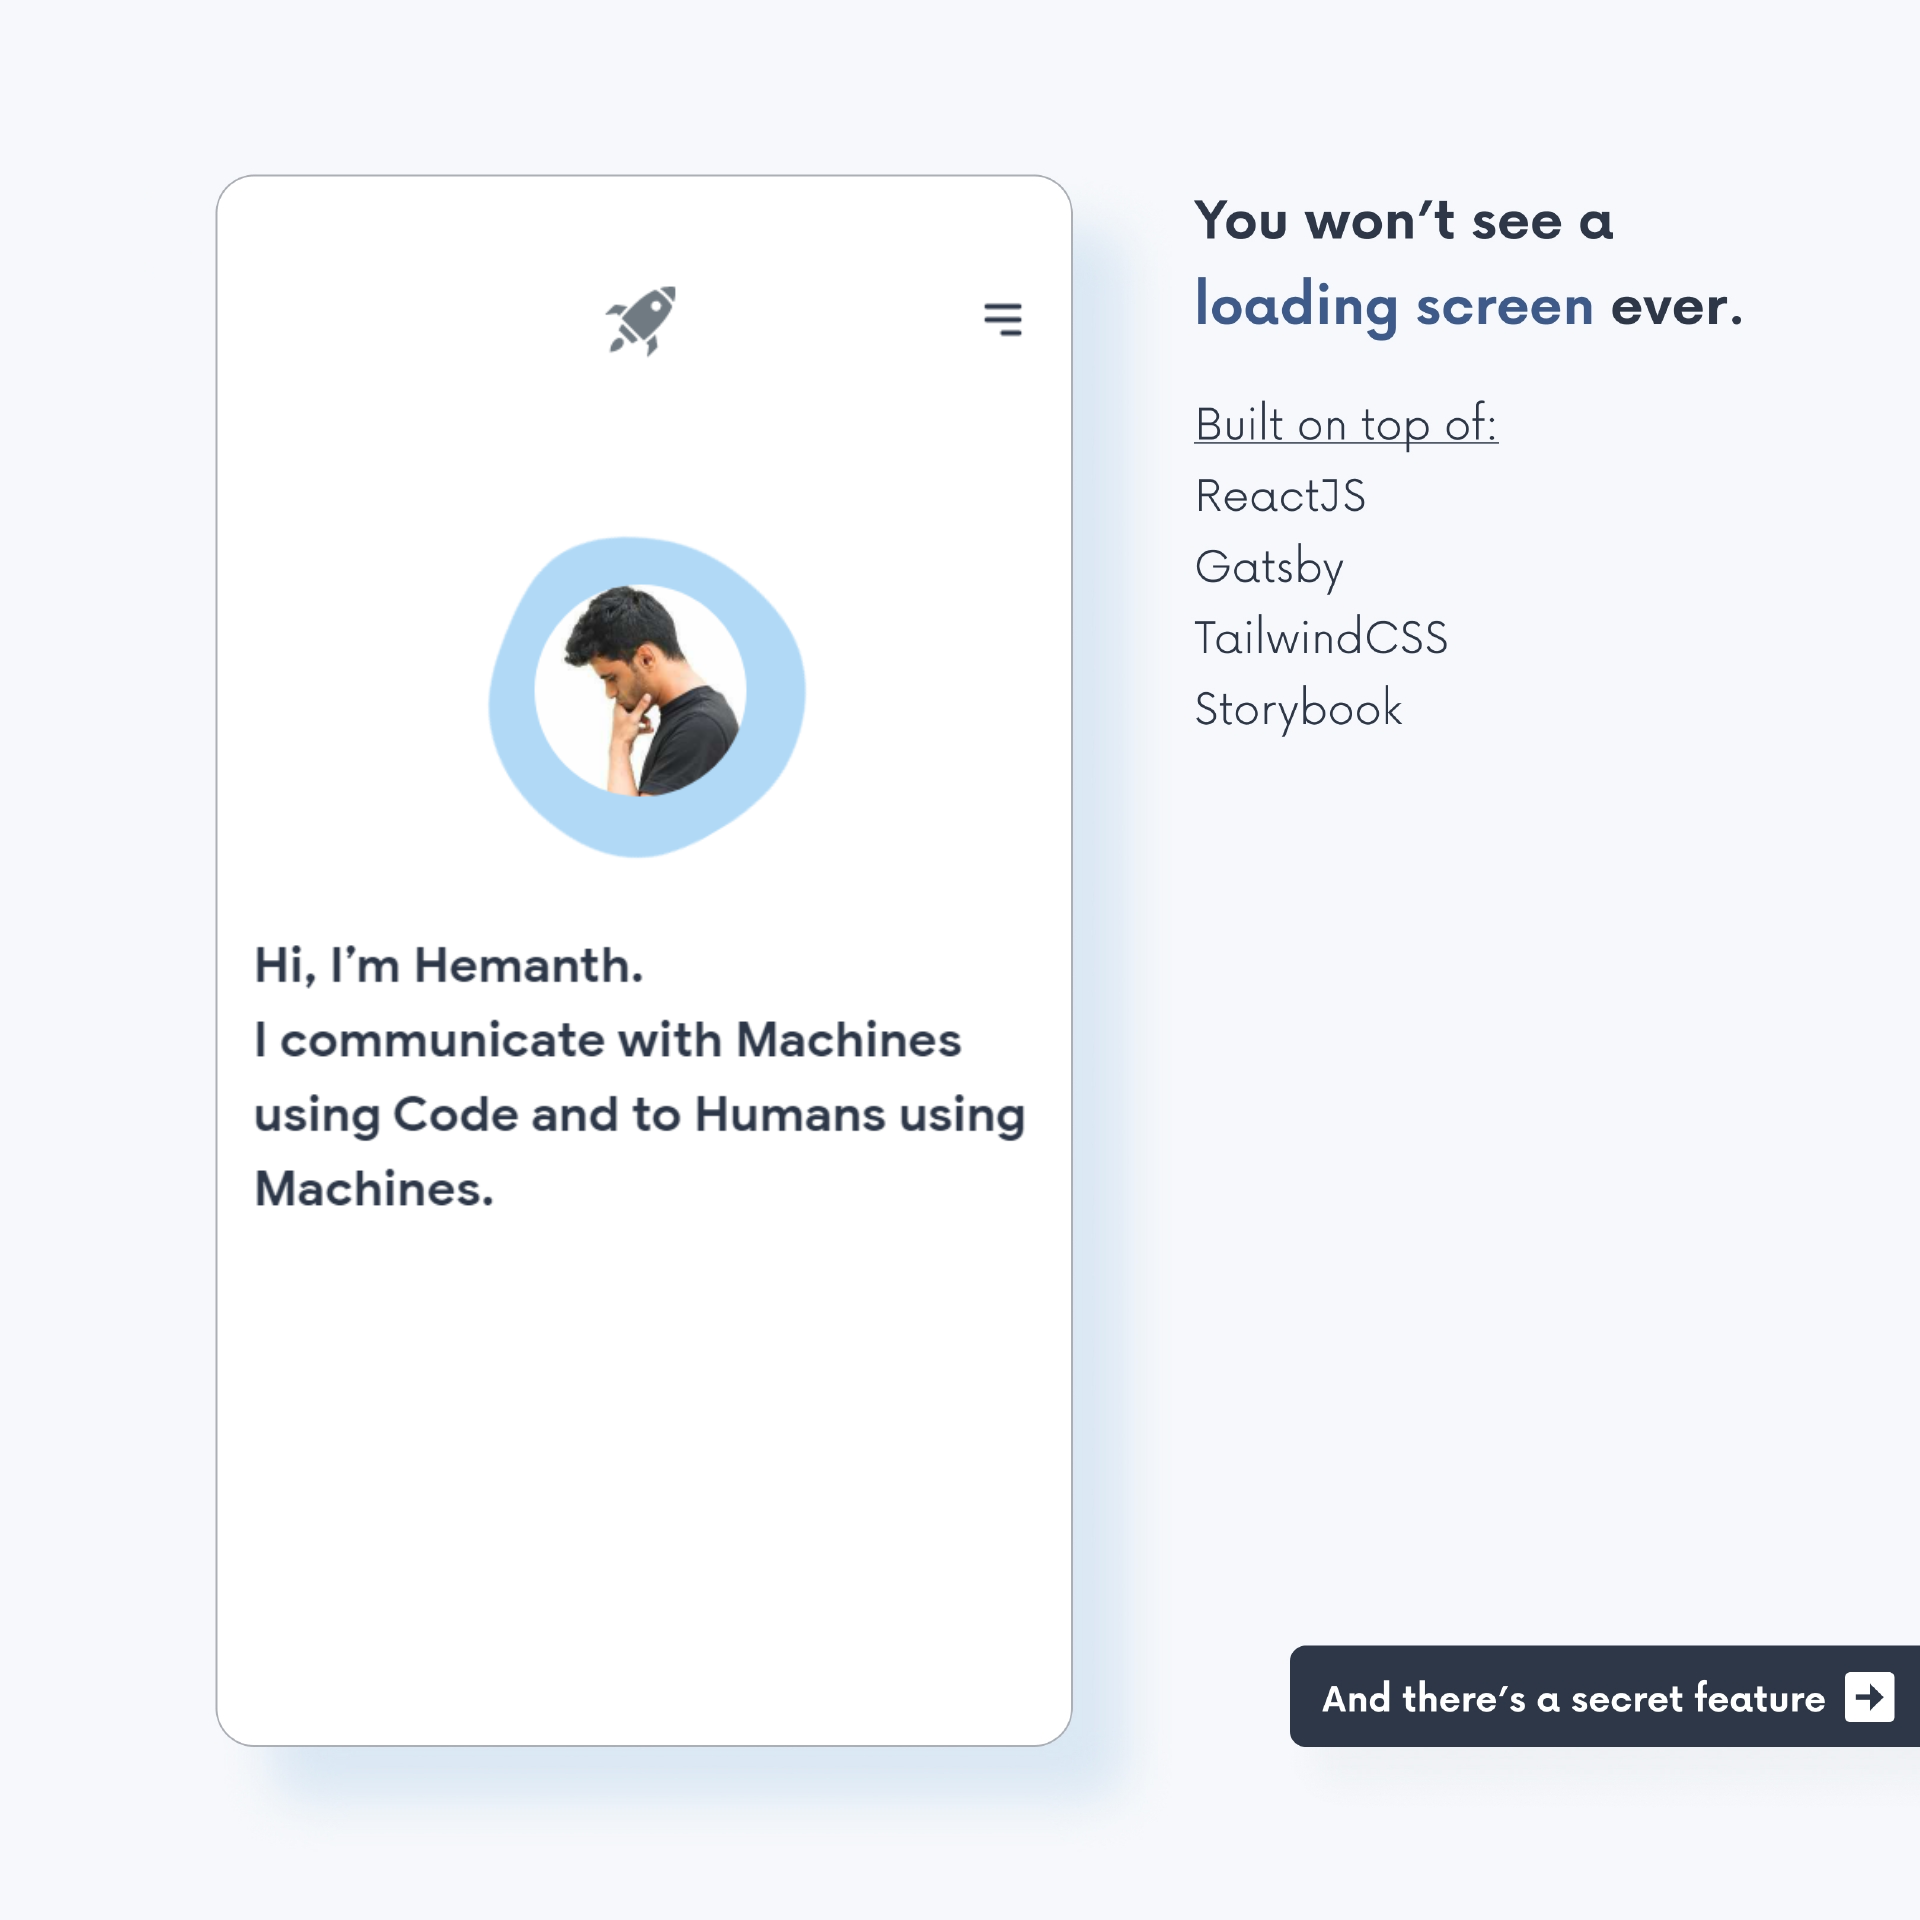 You won’t see a
loading screen ever.
Built on top of:
ReactJS
Gatsby
TailwindCSS
Storybook
Hi, I’m Hemanth.
I communicate with Machines
using Code and to Humans using
Machines.
And there’s a secret feature